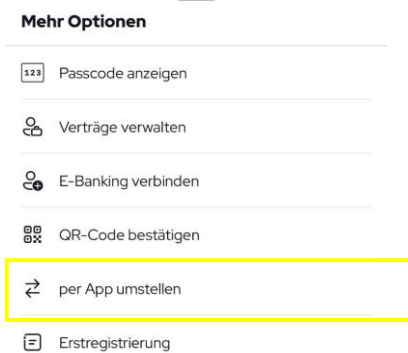 Mehr Optionen
123
Passcode anzeigen
Verträge verwalten
E-Banking verbinden
QR-Code bestätigen
per App umstellen
Erstregistrierung